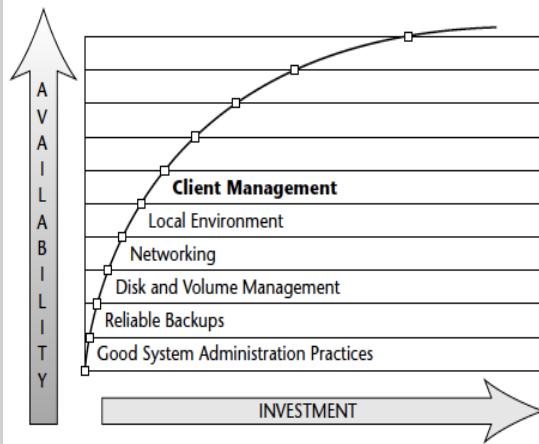 AVAILABILITY
Client Management
Local Environment
Networking
Disk and Volume Management
Reliable Backups
Good System Administration Practices
INVESTMENT